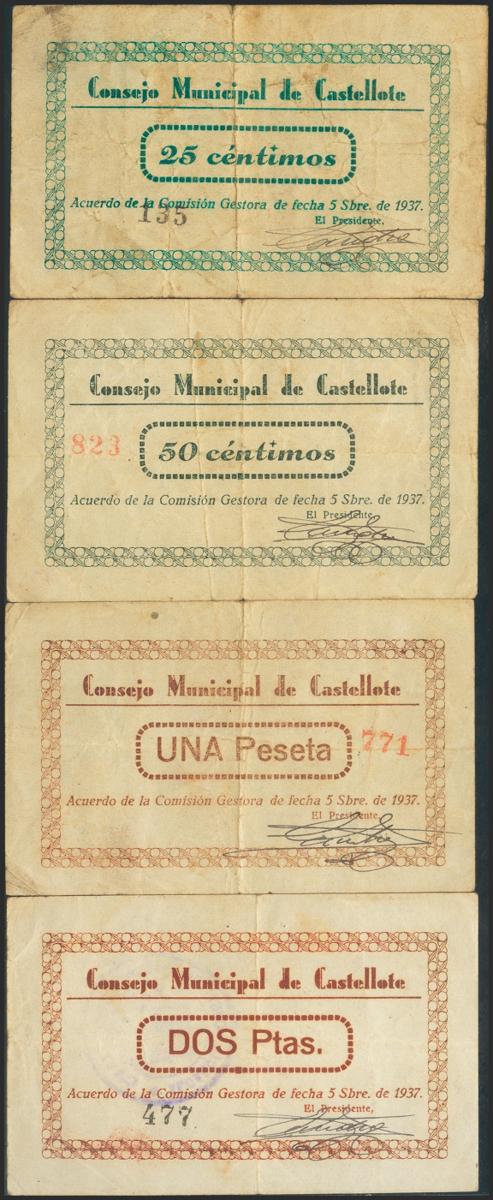 Consejo Municipal de Castellote
25 céntimos
Acuerdo de la Comisión Gestora de fecha 5 Sbre. de 1937.
135
El Presidente,
Consejo Municipal de Castellote
823
50 céntimos
Acuerdo de la Comisión Gestora de fecha 5 Sbre. de 1937.
El Presidente,
Consejo Municipal de Castellote
UNA Peseta
771
Acuerdo de la Comisión Gestora de fecha 5 Sbre. de 1937.
El Presidente,
Consejo Municipal de Castellote
DOS Ptas.
Acuerdo de la Comisión Gestora de fecha 5 Sbre. de 1937.
477
El Presidente,